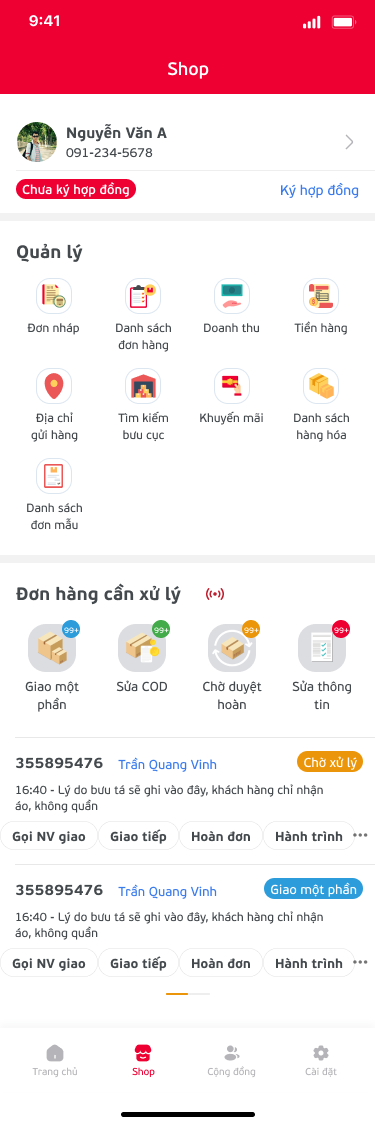 9:41
Shop
Nguyễn Văn A
091-234-5678
Chưa ký hợp đồng
Ký hợp đồng
Quản lý
Đơn nháp
Danh sách
đơn hàng
Doanh thu
Tiền hàng
Địa chỉ
gửi hàng
Tìm kiếm
bưu cục
Khuyến mãi
Danh sách
hàng hóa
Danh sách
đơn mẫu
Đơn hàng cần xử lý
99+
99+
99+
99+
Giao một
phần
Sửa COD
Chờ duyệt
hoàn
Sửa thông
tin
355895476 Trần Quang Vinh Chờ xử lý
16:40 - Lý do bưu tá sẽ ghi vào đây, khách hàng chỉ nhận
áo, không quần
Gọi NV giao Giao tiếp Hoàn đơn Hành trình •••
355895476 Trần Quang Vinh Giao một phần
16:40 - Lý do bưu tá sẽ ghi vào đây, khách hàng chỉ nhận
áo, không quần
Gọi NV giao Giao tiếp Hoàn đơn Hành trình •••
Trang chủ Shop Cộng đồng Cài đặt